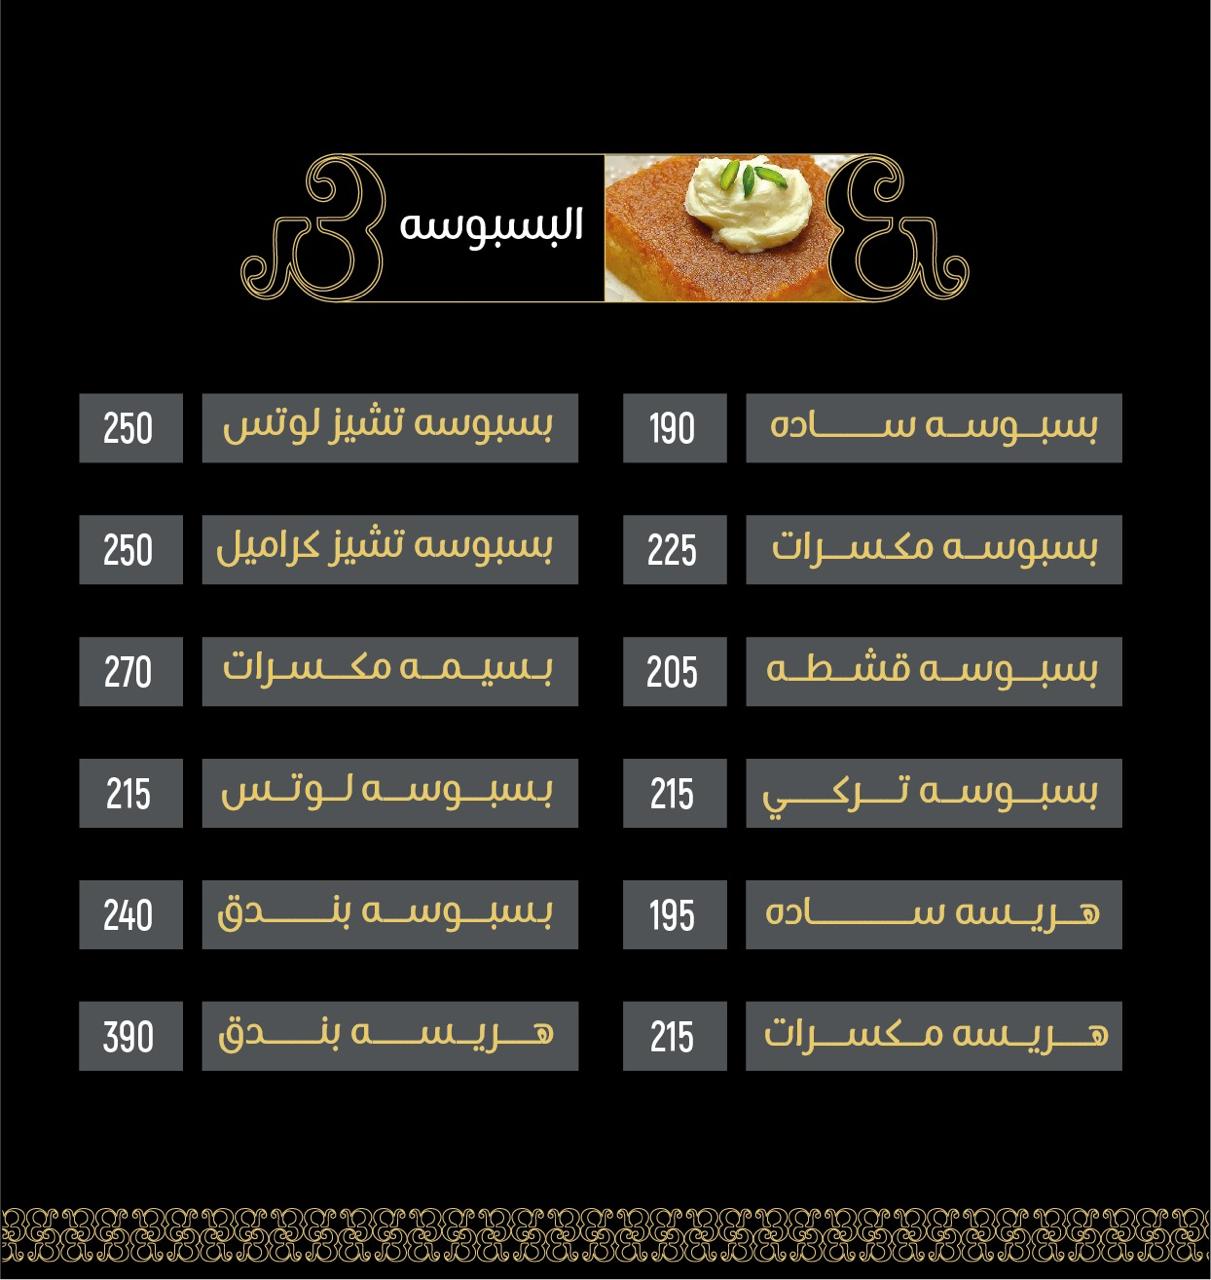 البسبوسه
بسبوسه ساده 190
بسبوسه مكسرات 225
بسبوسه قشطه 205
بسبوسه تركي 215
هريسه ساده 195
هريسه مكسرات 215
بسبوسه تشيز لوتس 250
بسبوسه تشيز كراميل 250
بسيمه مكسرات 270
بسبوسه لوتس 215
بسبوسه بندق 240
هريسه بندق 390